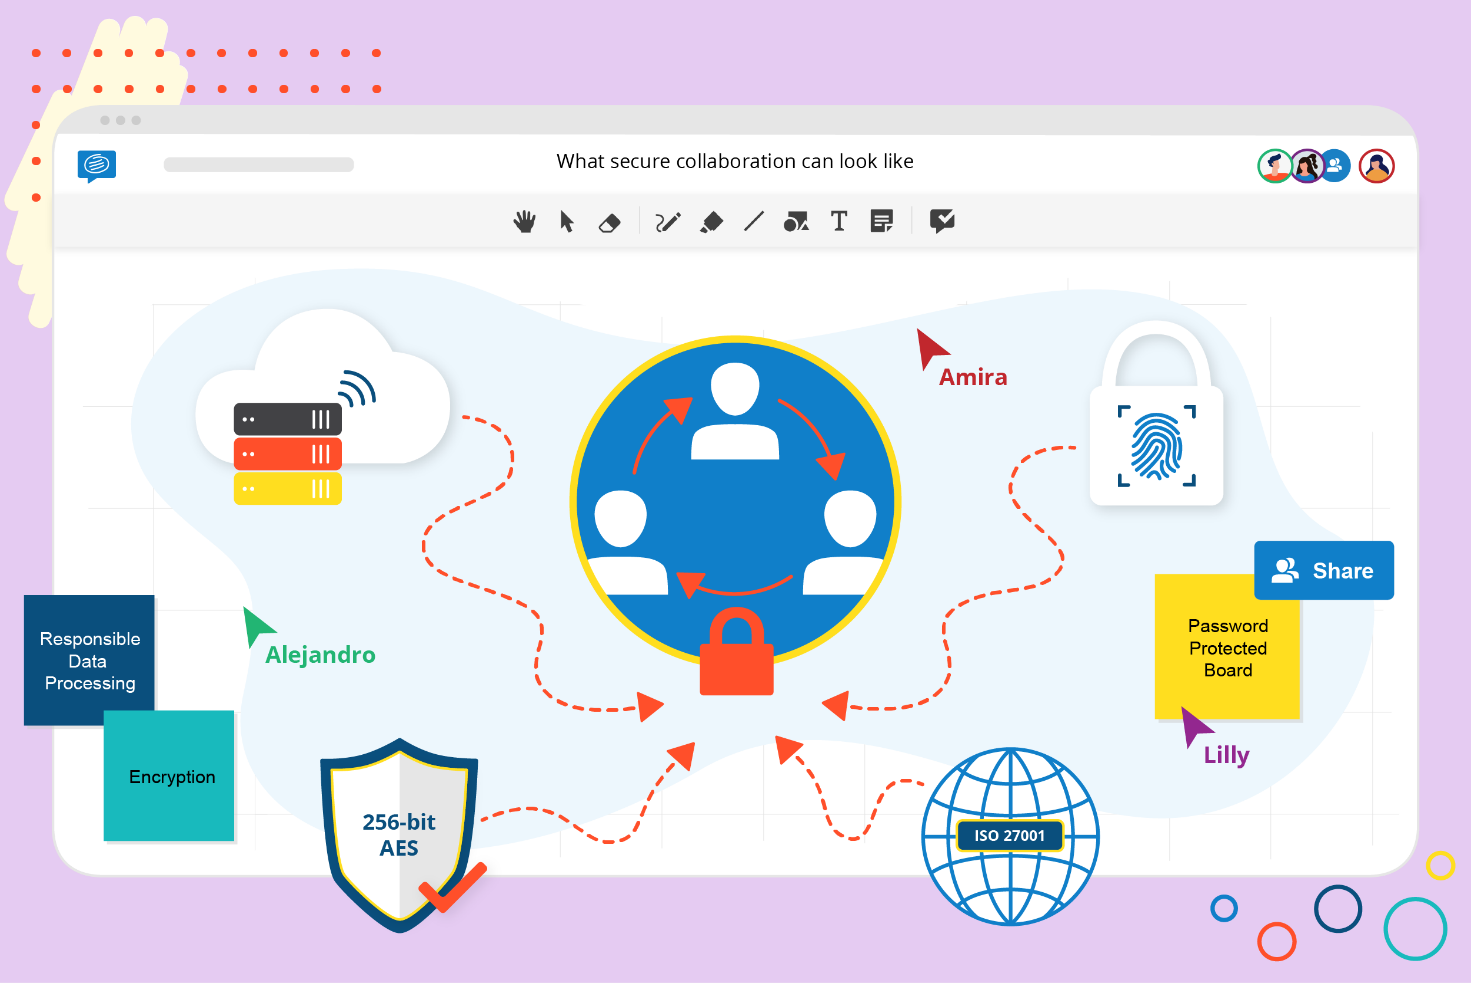 What secure collaboration can look like
T
Amira
Share
Password
Protected
Board
Responsible
Data
Processing
Alejandro
Lilly
Encryption
256-bit
AES
ISO 27001